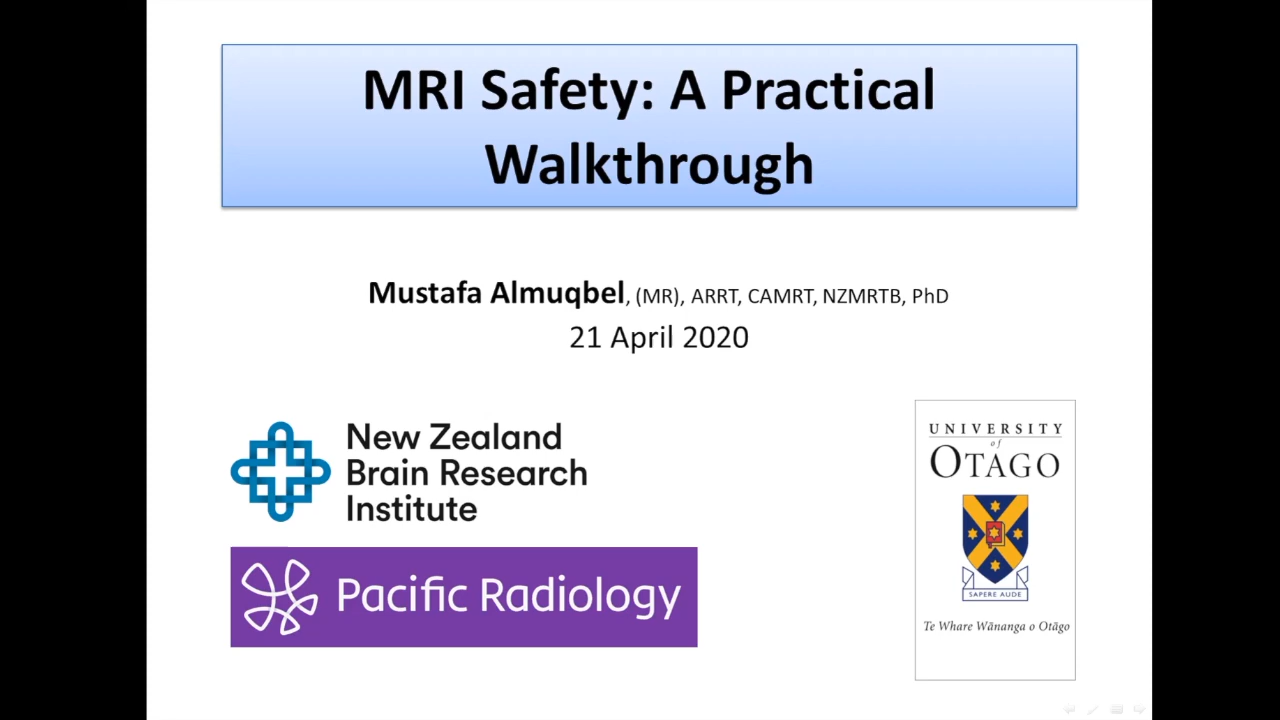 MRI Safety: A Practical
Walkthrough
Mustafa Almuqbel, (MR), ARRT, CAMRT, NZMRTB, PhD
21 April 2020
New Zealand
Brain Research
Institute
Pacific Radiology
UNIVERSITY
of
OTAGO
SAPERE AUDE
Te Whare Wānanga o Otāgo